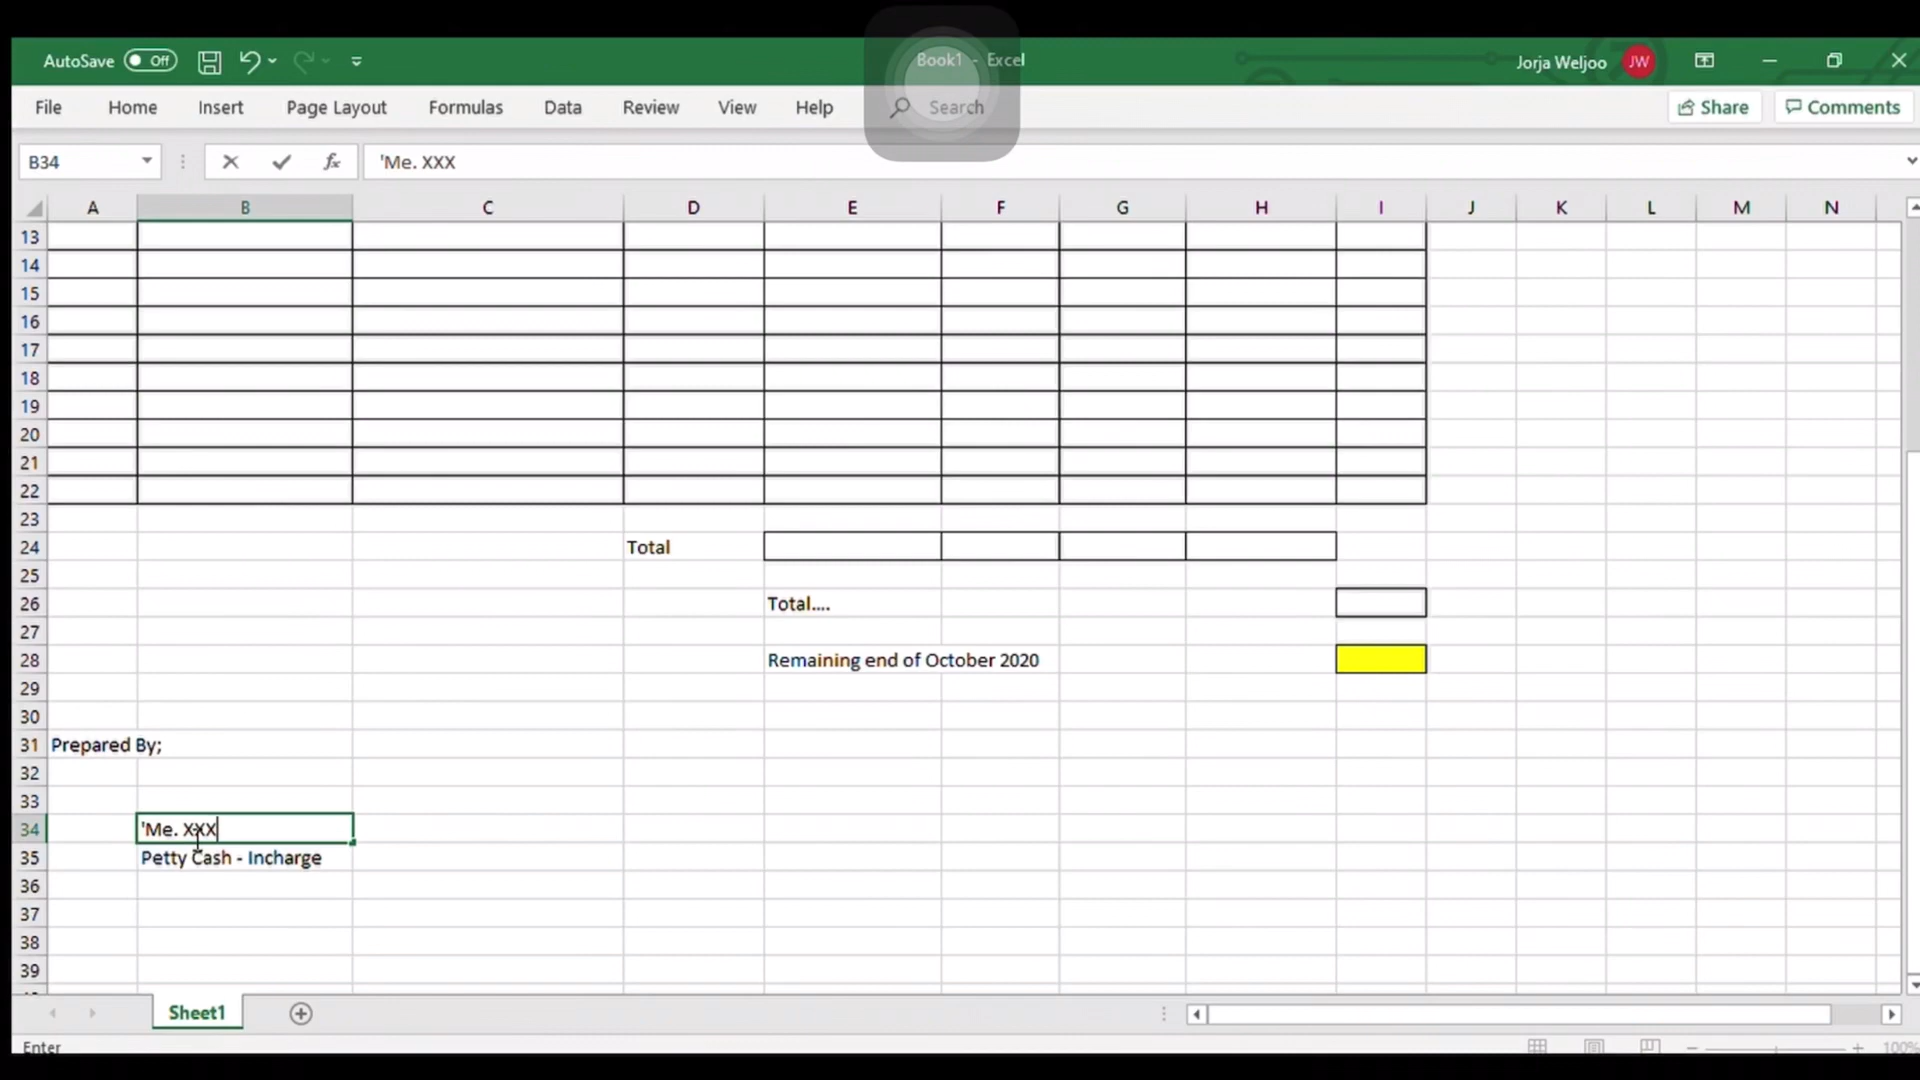 AutoSave Off Book1 - Excel Jorja Weljoo JW
File Home Insert Page Layout Formulas Data Review View Help Search Share Comments
B34 fx 'Me. XXX
A B C D E F G H I J K L M N
13
14
15
16
17
18
19
20
21
22
23
24 Total
25
26 Total....
27
28 Remaining end of October 2020
29
30
31 Prepared By;
32
33
34 'Me. XXX
35 Petty Cash - Incharge
36
37
38
39
Sheet1
Enter 100%